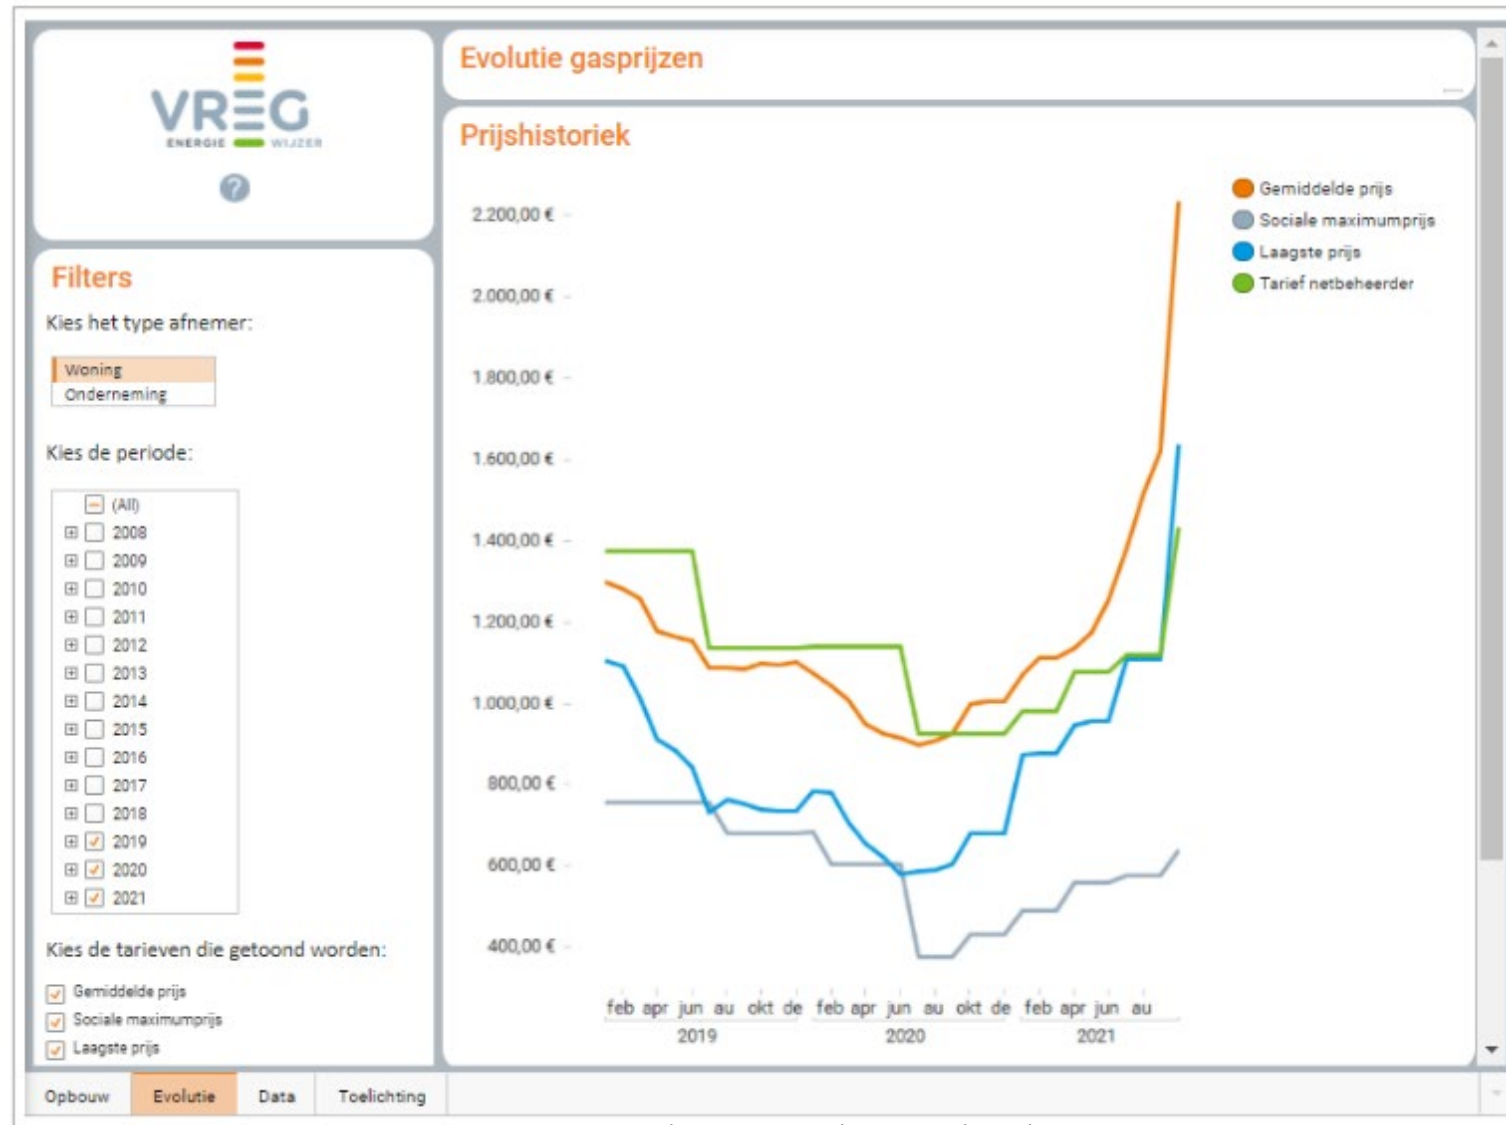 VREG
ENERGIE WIJZER
?
Filters
Kies het type afnemer:
Woning
Onderneming
Kies de periode:
(All)
2008
2009
2010
2011
2012
2013
2014
2015
2016
2017
2018
2019
2020
2021
Kies de tarieven die getoond worden:
Gemiddelde prijs
Sociale maximumprijs
Laagste prijs
Evolutie gasprijzen
Prijshistoriek
2.200,00 €
2.000,00 €
1.800,00 €
1.600,00 €
1.400,00 €
1.200,00 €
1.000,00 €
800,00 €
600,00 €
400,00 €
Gemiddelde prijs
Sociale maximumprijs
Laagste prijs
Tarief netbeheerder
feb apr jun au okt de feb apr jun au okt de feb apr jun au
2019 2020 2021
Opbouw Evolutie Data Toelichting